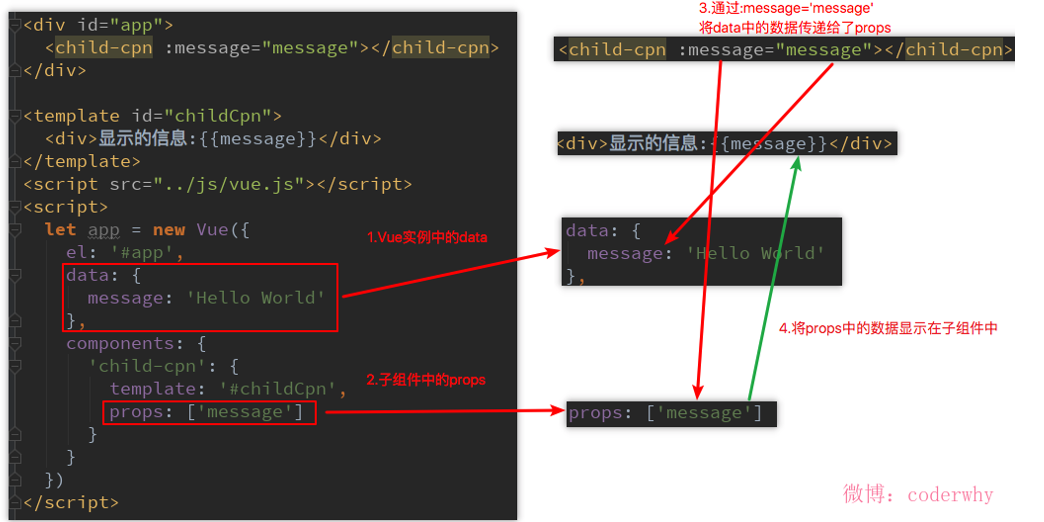 <div id="app">
<child-cpn :message="message"></child-cpn>
</div>
<template id="childCpn">
<div>显示的信息:{{message}}</div>
</template>
<script src="../js/vue.js"></script>
<script>
let app = new Vue({
el: '#app',
data: {
message: 'Hello World'
},
components: {
'child-cpn': {
template: '#childCpn',
props: ['message']
}
}
})
</script>
1.Vue实例中的data
2.子组件中的props
3.通过:message='message'
将data中的数据传递给了props
<child-cpn :message="message"></child-cpn>
<div>显示的信息:{{message}}</div>
data: {
message: 'Hello World'
},
4.将props中的数据显示在子组件中
props: ['message']
微博：coderwhy